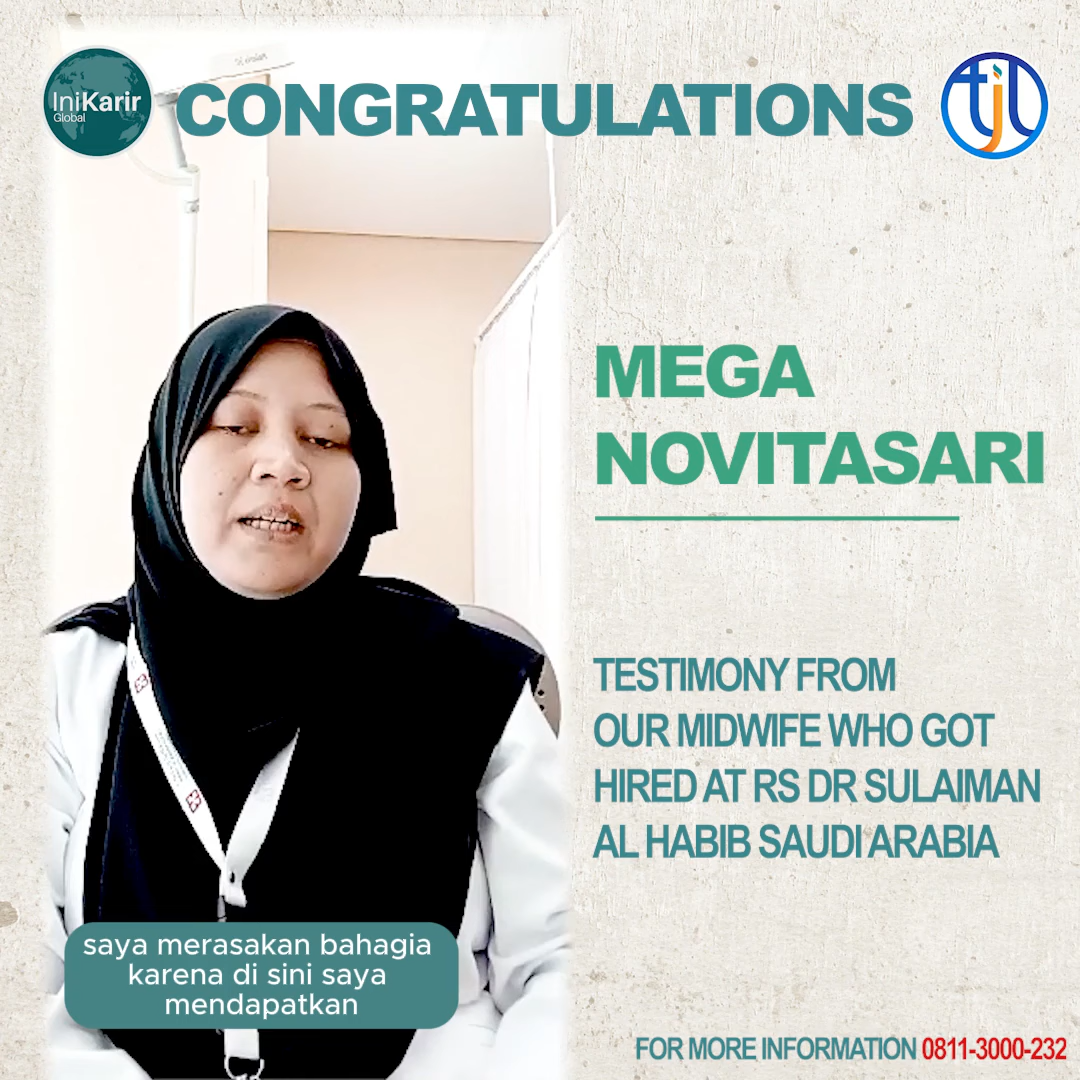 IniKarir
Global
CONGRATULATIONS
tjl
MEGA
NOVITASARI
TESTIMONY FROM
OUR MIDWIFE WHO GOT
HIRED AT RS DR SULAIMAN
AL HABIB SAUDI ARABIA
saya merasakan bahagia
karena di sini saya
mendapatkan
FOR MORE INFORMATION 0811-3000-232